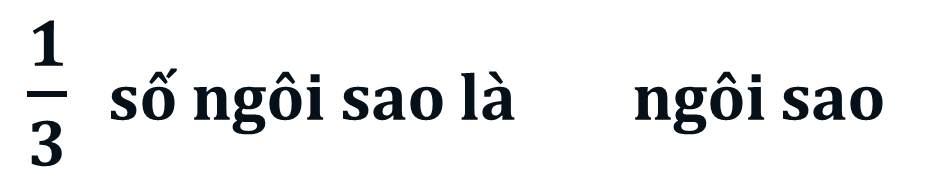 1/3 số ngôi sao là ngôi sao